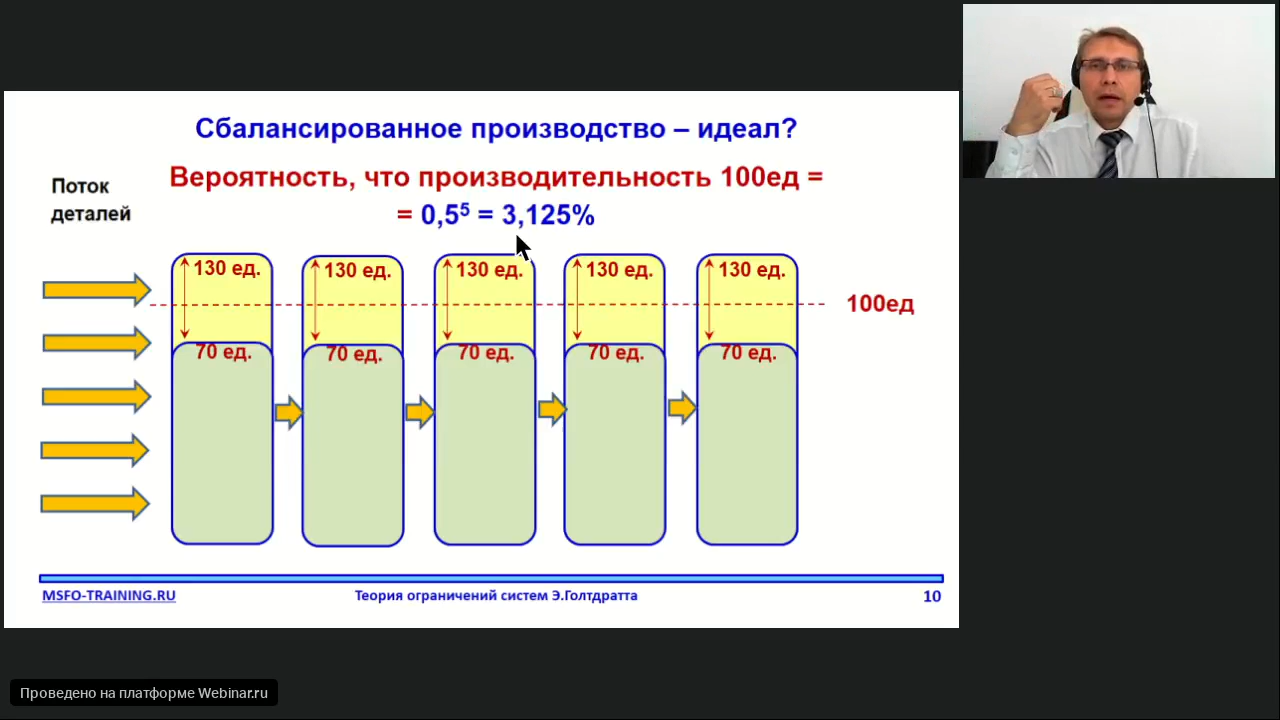 Сбалансированное производство – идеал?
Вероятность, что производительность 100ед =
= 0,5⁵ = 3,125%
Поток
деталей
130 ед.
130 ед.
130 ед.
130 ед.
130 ед.
100ед
70 ед.
70 ед.
70 ед.
70 ед.
70 ед.
MSFO-TRAINING.RU
Теория ограничений систем Э.Голтдратта
10
Проведено на платформе Webinar.ru